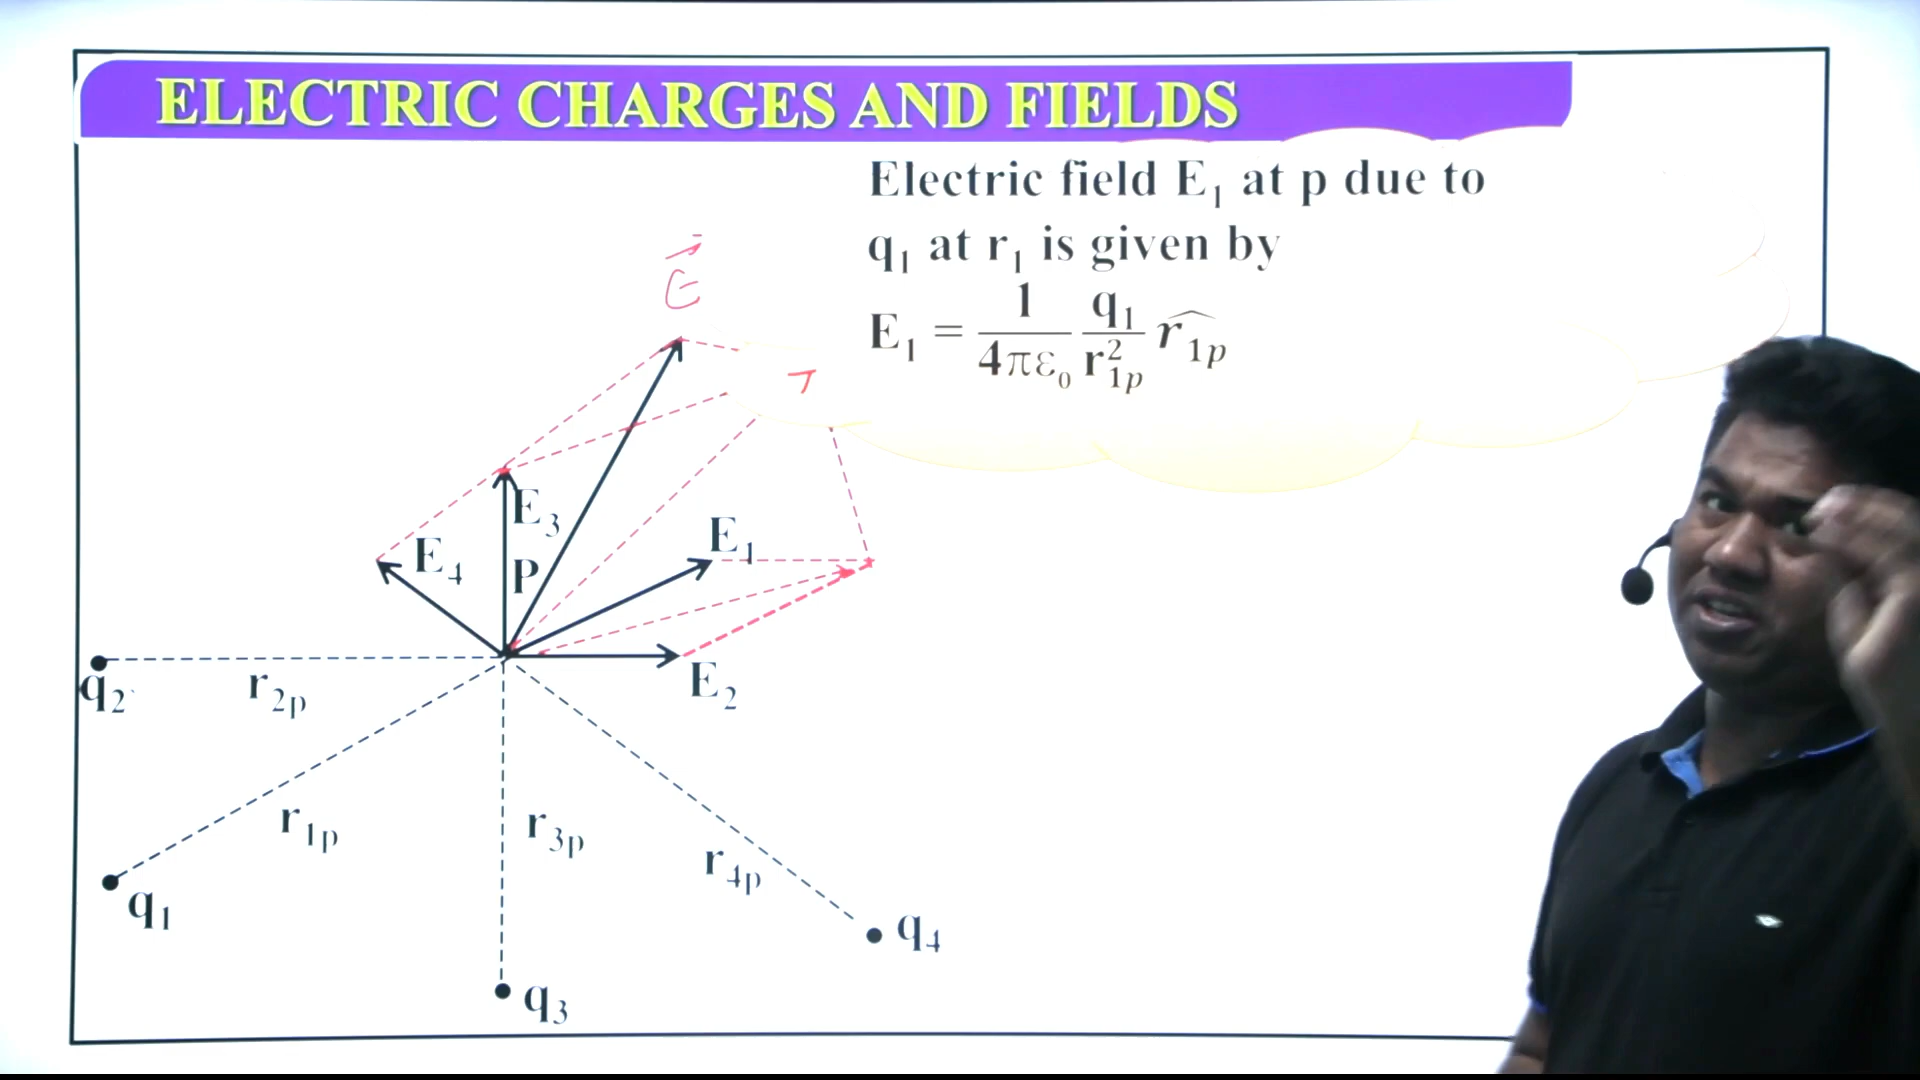 ELECTRIC CHARGES AND FIELDS
Electric field E₁ at p due to
q₁ at r₁ is given by
E₁ = 1/4πε₀ q₁/r²₁ₚ r̂₁ₚ
E⃗
E₃
E₁
E₄
P
E₂
q₂
r₂ₚ
r₁ₚ
r₃ₚ
r₄ₚ
q₁
q₄
q₃